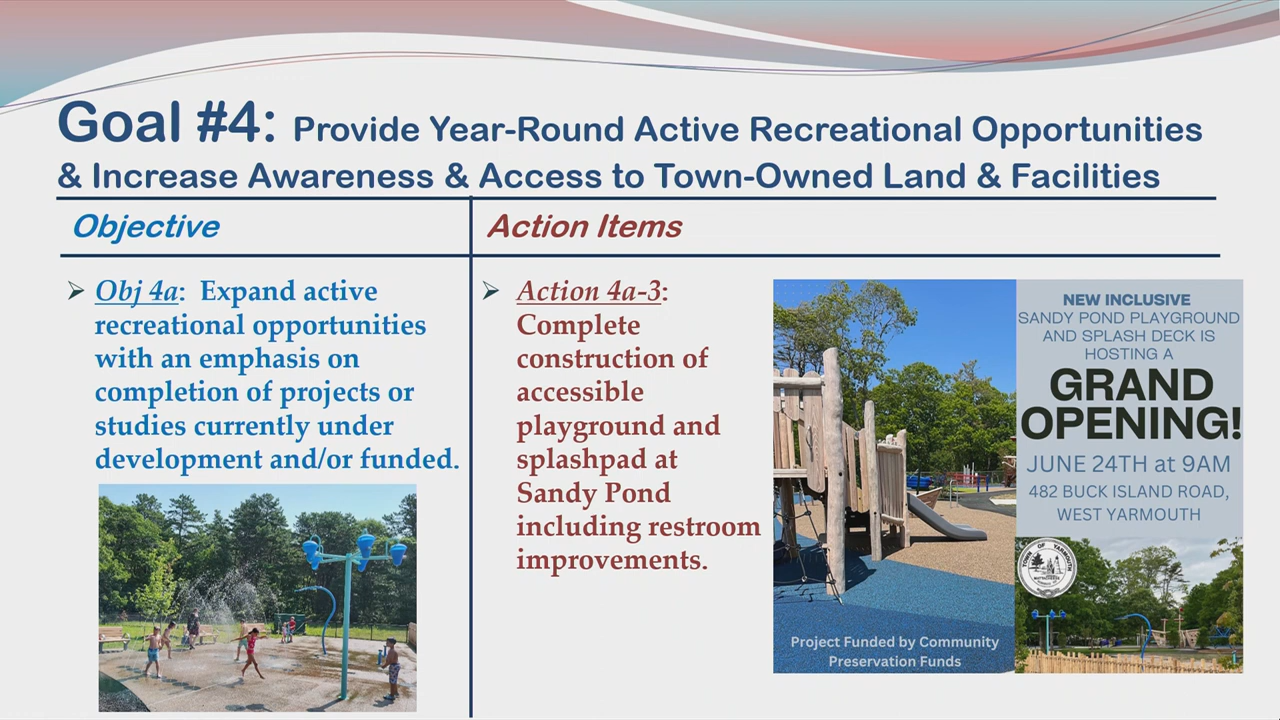 Goal #4: Provide Year-Round Active Recreational Opportunities
& Increase Awareness & Access to Town-Owned Land & Facilities
Objective
Action Items
Obj 4a: Expand active
recreational opportunities
with an emphasis on
completion of projects or
studies currently under
development and/or funded.
Action 4a-3:
Complete
construction of
accessible
playground and
splashpad at
Sandy Pond
including restroom
improvements.
NEW INCLUSIVE
SANDY POND PLAYGROUND
AND SPLASH DECK IS
HOSTING A
GRAND
OPENING!
JUNE 24TH at 9AM
482 BUCK ISLAND ROAD,
WEST YARMOUTH
TOWN OF YARMOUTH
Project Funded by Community
Preservation Funds